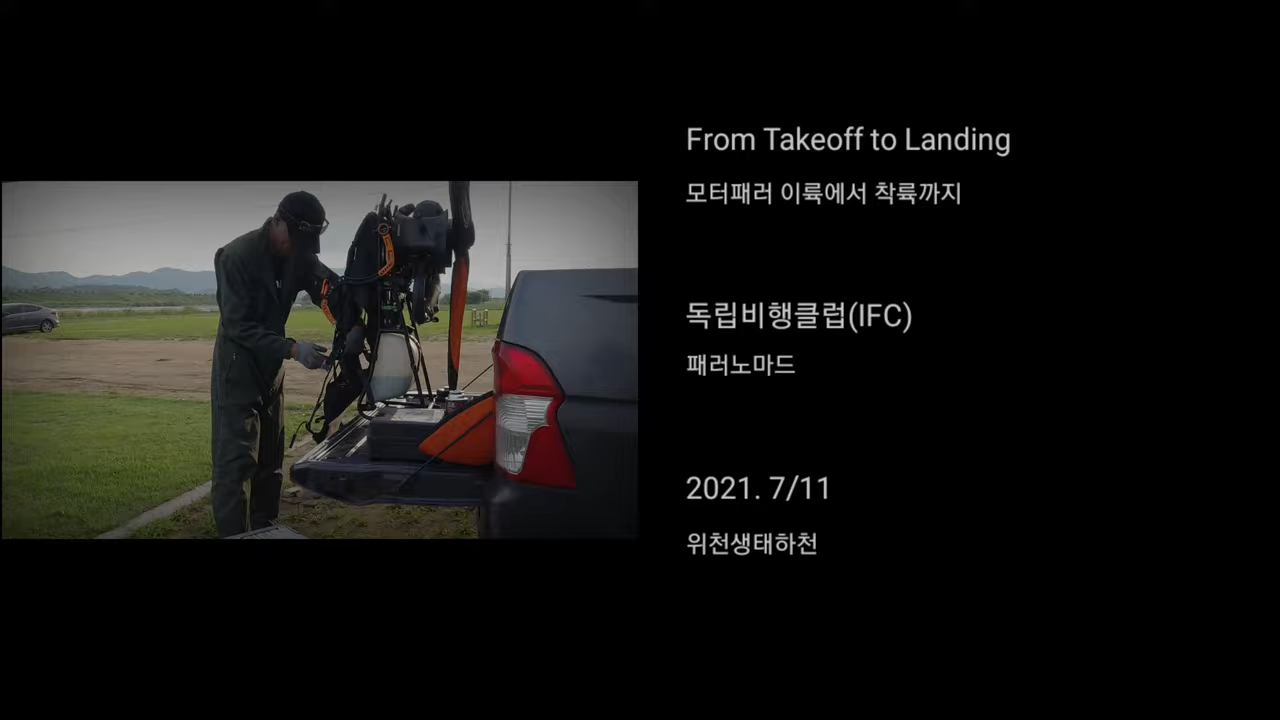 From Takeoff to Landing
모터패러 이륙에서 착륙까지
독립비행클럽(IFC)
패러노마드
2021. 7/11
위천생태하천